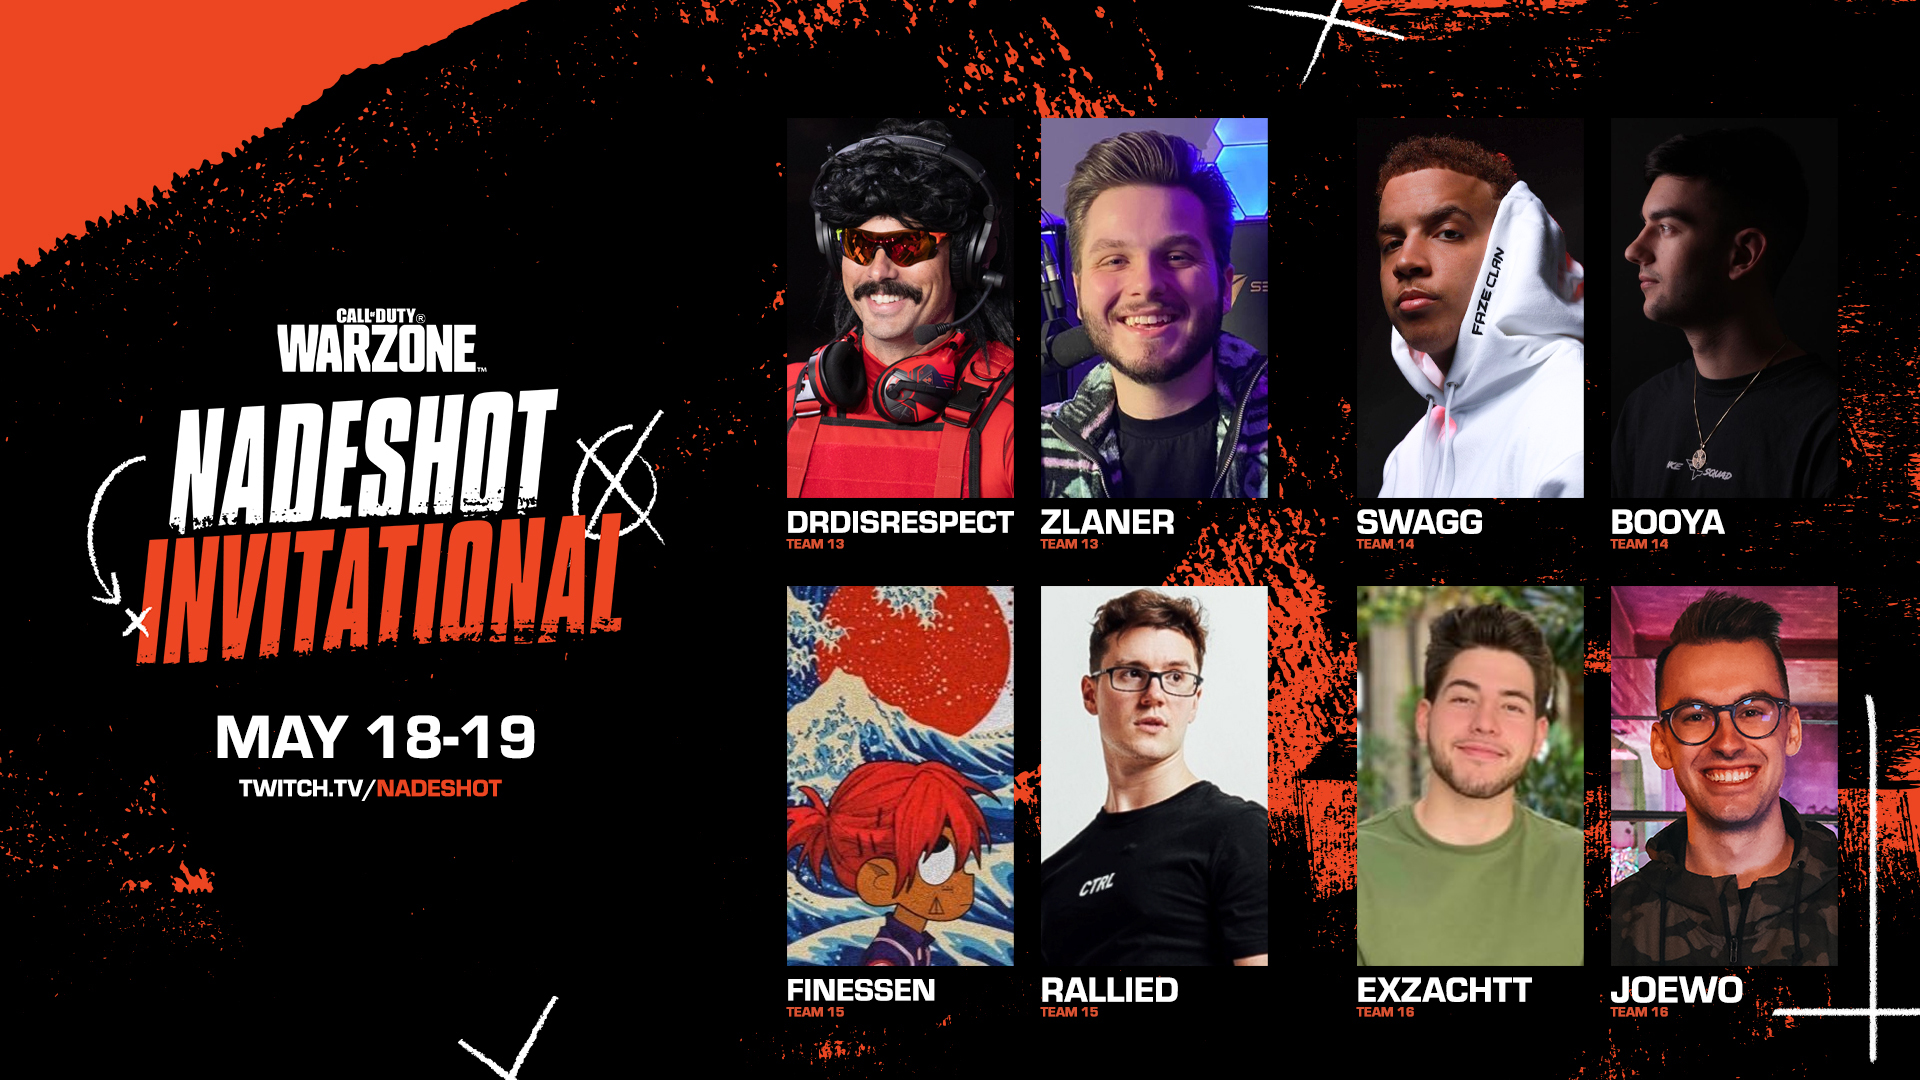 CALL OF DUTY®
WARZONE™
NADESHOT
INVITATIONAL
MAY 18-19
TWITCH.TV/NADESHOT
DRDISRESPECT
TEAM 13
ZLANER
TEAM 13
FAZE CLAN
SWAGG
TEAM 14
SQUAD
BOOYA
TEAM 14
FINESSEN
TEAM 15
CTRL
RALLIED
TEAM 15
EXZACHTT
TEAM 16
JOEWO
TEAM 16